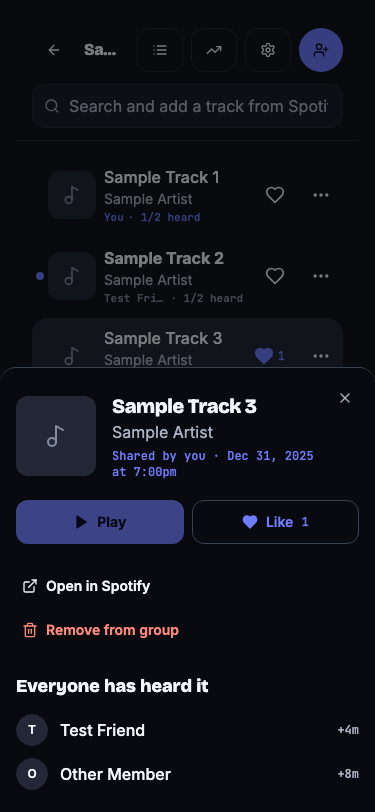 Sa...
Search and add a track from Spoti
Sample Track 1
Sample Artist
You · 1/2 heard
Sample Track 2
Sample Artist
Test Fri… · 1/2 heard
Sample Track 3
Sample Artist
1
Sample Track 3
Sample Artist
Shared by you · Dec 31, 2025
at 7:00pm
Play
Like 1
Open in Spotify
Remove from group
Everyone has heard it
T Test Friend +4m
O Other Member +8m